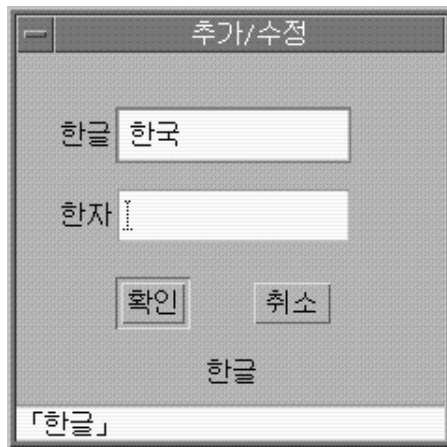 추가/수정
한글 한국
한자
확인 취소
한글
「한글」